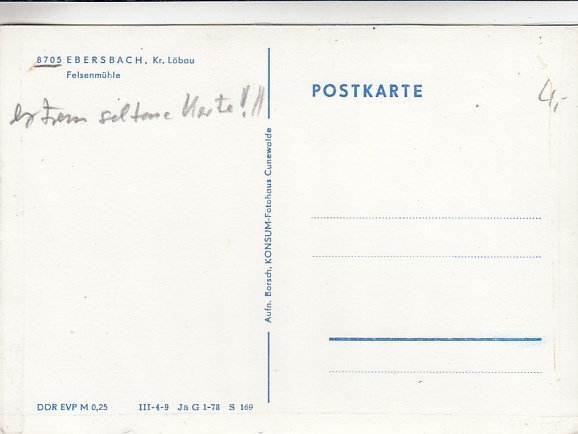 8705 EBERSBACH, Kr. Löbau
Felsenmühle
extrem seltene Karte!!!
POSTKARTE
4,-
Aufn. Borsch, KONSUM-Fotohaus Cunewalde
DDR EVP M 0,25 III-4-9 Ja G 1-78 S 169